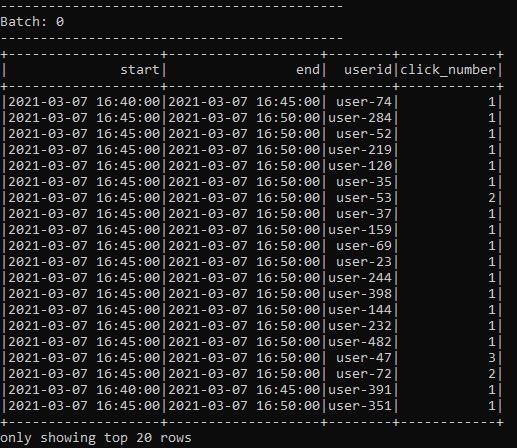 -------------------------------------------
Batch: 0
-------------------------------------------
+-------------------+-------------------+--------+------------+
|              start|                end|  userid|click_number|
+-------------------+-------------------+--------+------------+
|2021-03-07 16:40:00|2021-03-07 16:45:00| user-74|           1|
|2021-03-07 16:45:00|2021-03-07 16:50:00|user-284|           1|
|2021-03-07 16:45:00|2021-03-07 16:50:00| user-52|           1|
|2021-03-07 16:45:00|2021-03-07 16:50:00|user-219|           1|
|2021-03-07 16:45:00|2021-03-07 16:50:00|user-120|           1|
|2021-03-07 16:45:00|2021-03-07 16:50:00| user-35|           1|
|2021-03-07 16:45:00|2021-03-07 16:50:00| user-53|           2|
|2021-03-07 16:45:00|2021-03-07 16:50:00| user-37|           1|
|2021-03-07 16:45:00|2021-03-07 16:50:00|user-159|           1|
|2021-03-07 16:45:00|2021-03-07 16:50:00| user-69|           1|
|2021-03-07 16:45:00|2021-03-07 16:50:00| user-23|           1|
|2021-03-07 16:45:00|2021-03-07 16:50:00|user-244|           1|
|2021-03-07 16:45:00|2021-03-07 16:50:00|user-398|           1|
|2021-03-07 16:45:00|2021-03-07 16:50:00|user-144|           1|
|2021-03-07 16:45:00|2021-03-07 16:50:00|user-232|           1|
|2021-03-07 16:45:00|2021-03-07 16:50:00|user-482|           1|
|2021-03-07 16:45:00|2021-03-07 16:50:00| user-47|           3|
|2021-03-07 16:45:00|2021-03-07 16:50:00| user-72|           2|
|2021-03-07 16:40:00|2021-03-07 16:45:00|user-391|           1|
|2021-03-07 16:45:00|2021-03-07 16:50:00|user-351|           1|
+-------------------+-------------------+--------+------------+
only showing top 20 rows